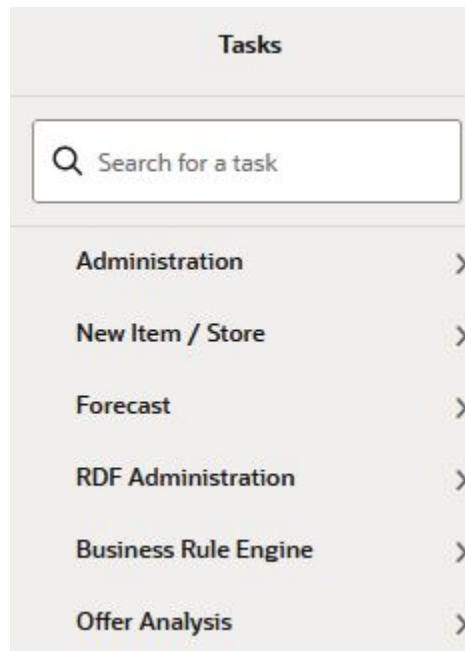 Tasks
Search for a task
Administration
New Item / Store
Forecast
RDF Administration
Business Rule Engine
Offer Analysis